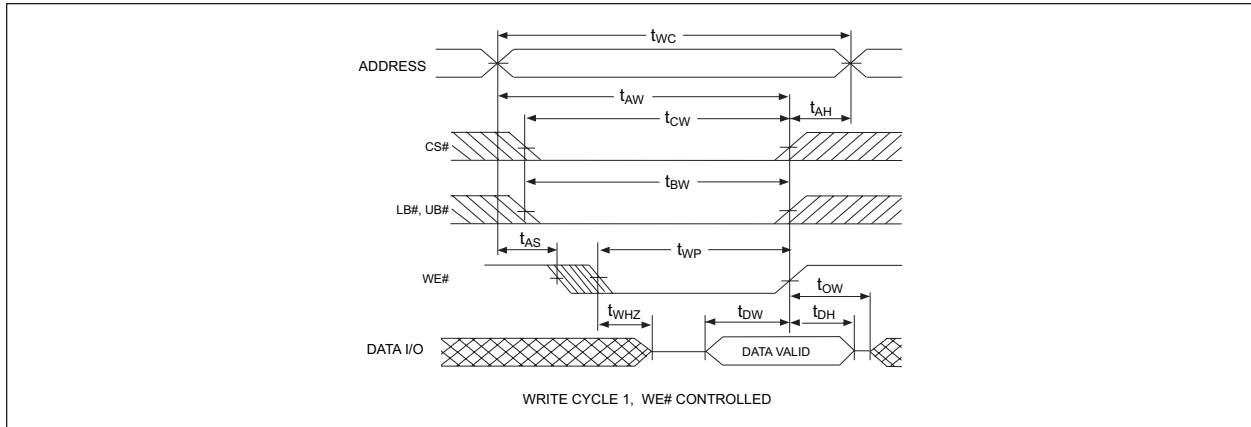 tWC
ADDRESS
tAW
tCW
tAH
CS#
tBW
LB#, UB#
tAS
tWP
WE#
tOW
tWHZ
tDW
tDH
DATA I/O
DATA VALID
WRITE CYCLE 1, WE# CONTROLLED